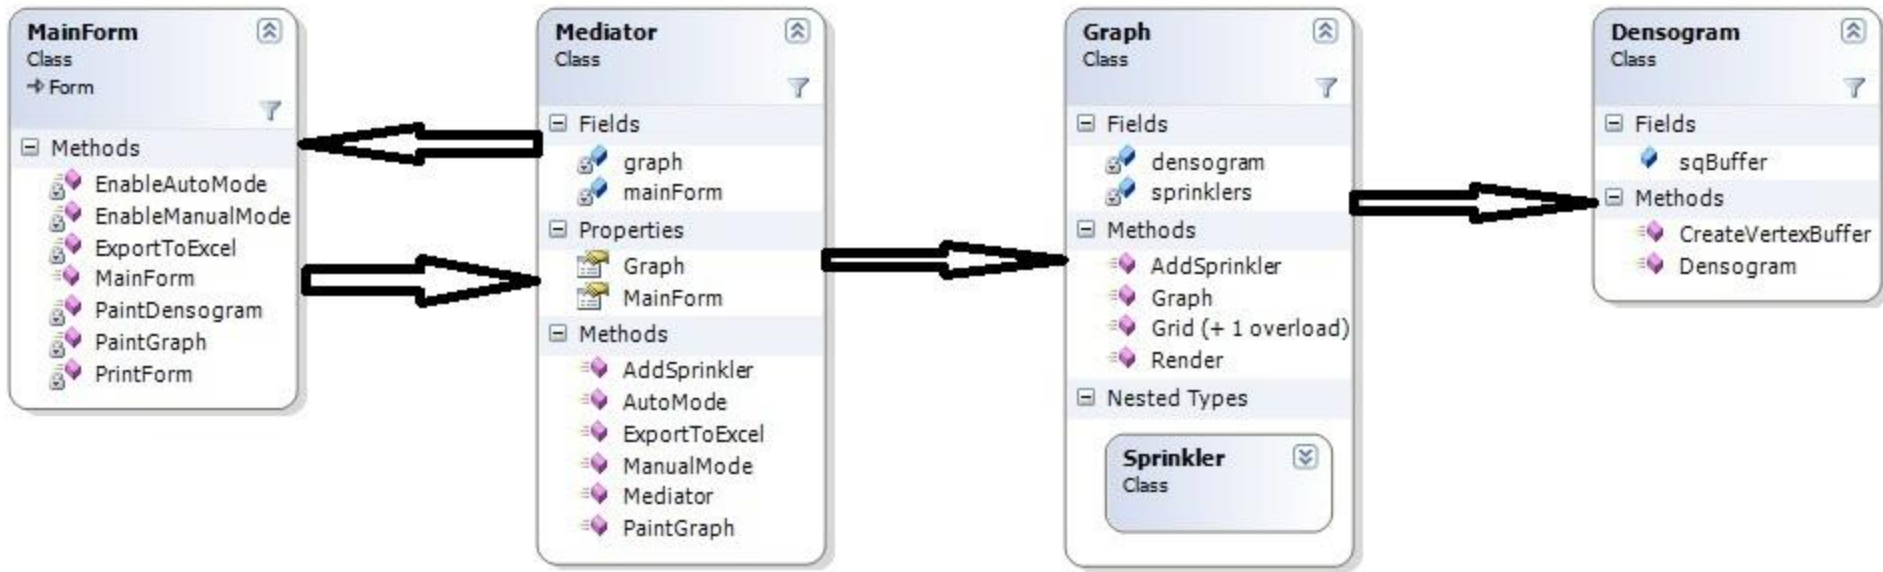 MainForm
Class
Form
Methods
EnableAutoMode
EnableManualMode
ExportToExcel
MainForm
PaintDensogram
PaintGraph
PrintForm
Mediator
Class
Fields
graph
mainForm
Properties
Graph
MainForm
Methods
AddSprinkler
AutoMode
ExportToExcel
ManualMode
Mediator
PaintGraph
Graph
Class
Fields
densogram
sprinklers
Methods
AddSprinkler
Graph
Grid (+ 1 overload)
Render
Nested Types
Sprinkler
Class
Densogram
Class
Fields
sqBuffer
Methods
CreateVertexBuffer
Densogram